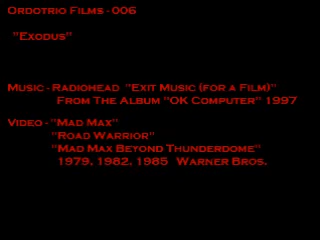 Ordotrio Films - 006
"Exodus"
Music - Radiohead "Exit Music (for a Film)"
From The Album "OK Computer" 1997
Video - "Mad Max"
"Road Warrior"
"Mad Max Beyond Thunderdome"
1979, 1982, 1985 Warner Bros.